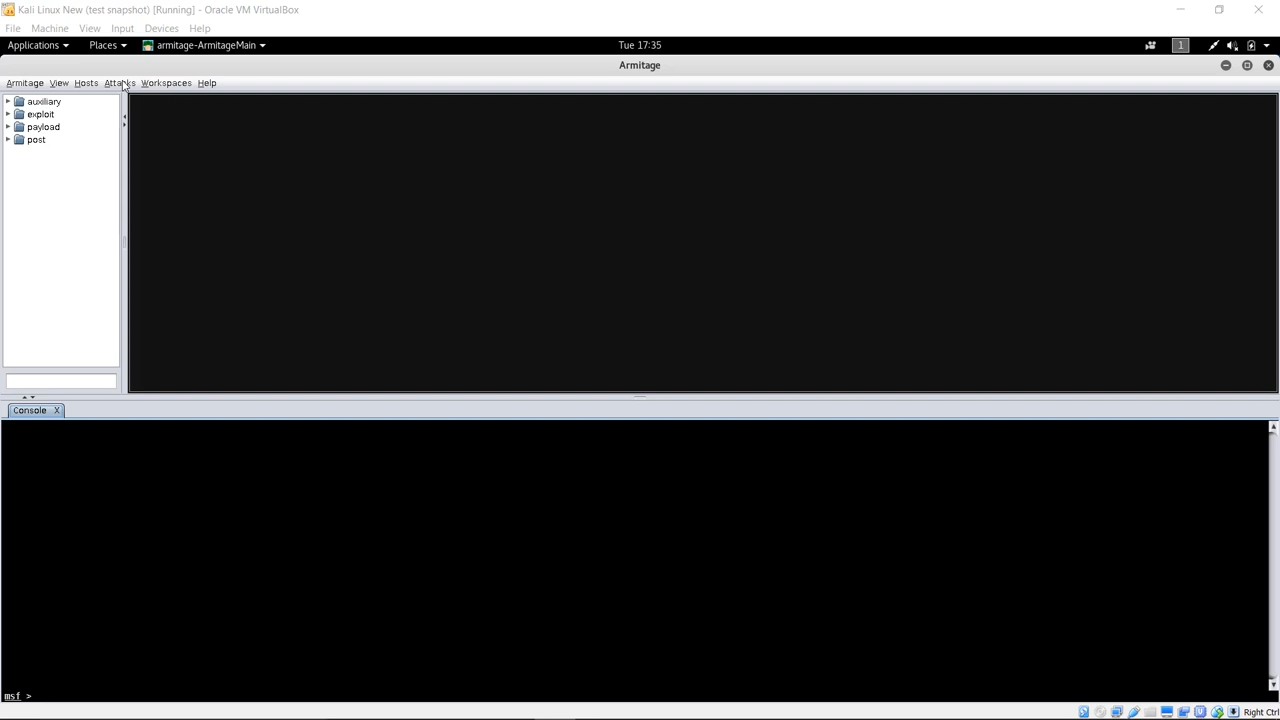 Kali Linux New (test snapshot) [Running] - Oracle VM VirtualBox
File Machine View Input Devices Help
Applications Places armitage-ArmitageMain Tue 17:35 1
Armitage
Armitage View Hosts Attacks Workspaces Help
auxiliary
exploit
payload
post
Console X
msf >
Right Ctrl